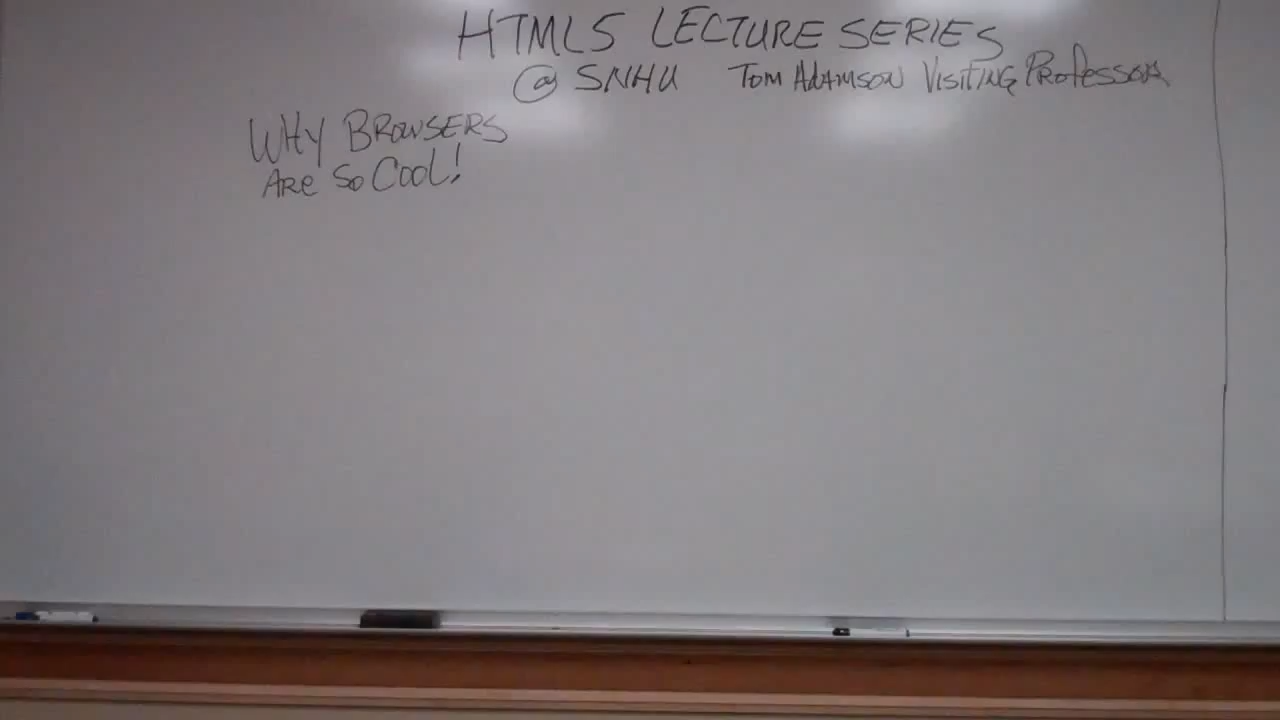 HTML5 LECTURE SERIES
@ SNHU TOM ADAMSON VISITING PROFESSOR
WHY BROWSERS
ARE SO COOL!